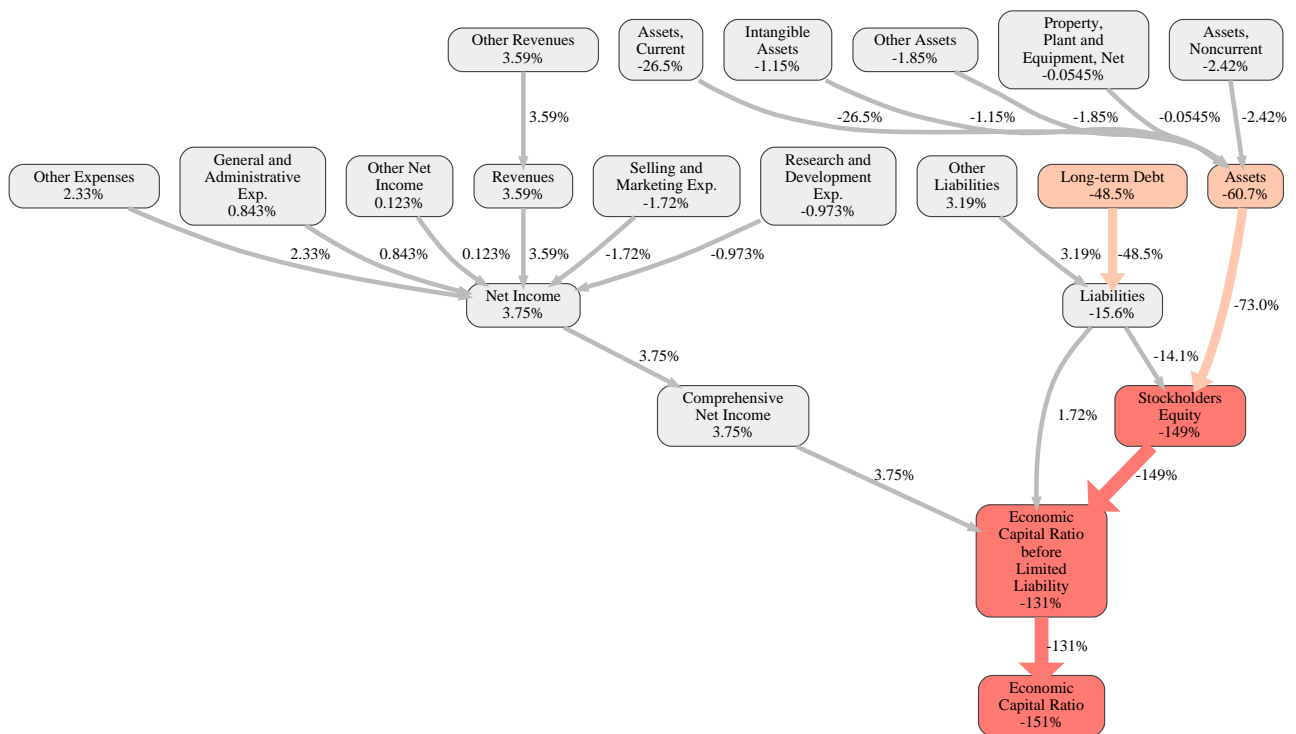 Other Revenues
3.59%
Assets,
Current
-26.5%
Intangible
Assets
-1.15%
Other Assets
-1.85%
Property,
Plant and
Equipment, Net
-0.0545%
Assets,
Noncurrent
-2.42%
3.59%
-26.5%
-1.15%
-1.85%
-0.0545%
-2.42%
Other Expenses
2.33%
General and
Administrative
Exp.
0.843%
Other Net
Income
0.123%
Revenues
3.59%
Selling and
Marketing Exp.
-1.72%
Research and
Development
Exp.
-0.973%
Other
Liabilities
3.19%
Long-term Debt
-48.5%
Assets
-60.7%
2.33%
0.843%
0.123%
3.59%
-1.72%
-0.973%
3.19%
-48.5%
-73.0%
Net Income
3.75%
Liabilities
-15.6%
3.75%
-14.1%
Comprehensive
Net Income
3.75%
1.72%
Stockholders
Equity
-149%
3.75%
-149%
Economic
Capital Ratio
before
Limited
Liability
-131%
-131%
Economic
Capital Ratio
-151%